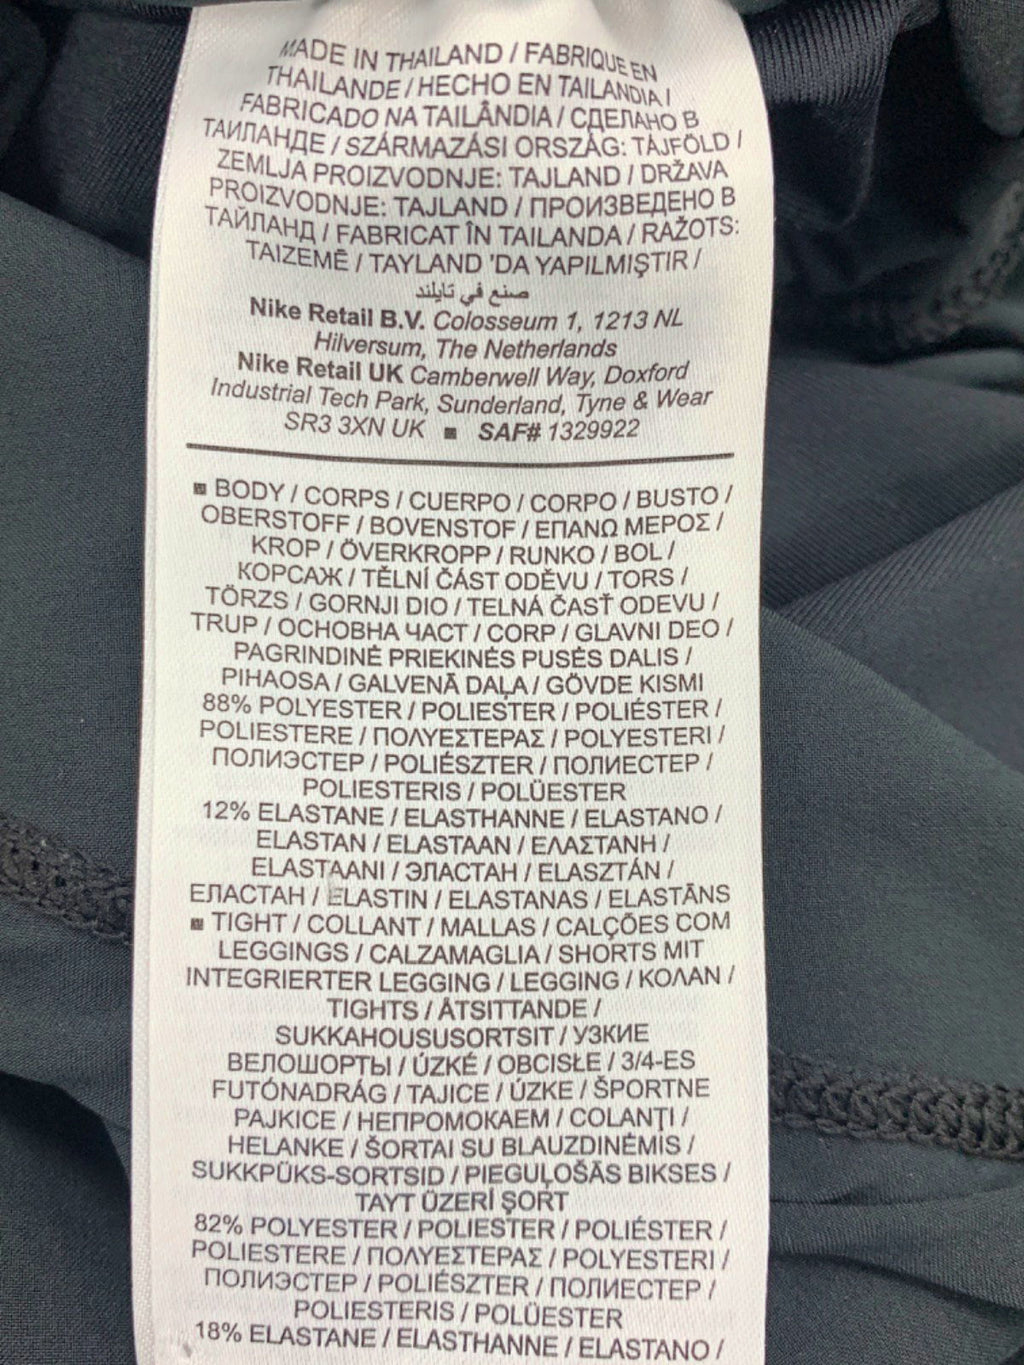 MADE IN THAILAND / FABRIQUE EN
THAILANDE / HECHO EN TAILANDIA /
FABRICADO NA TAILÂNDIA / СДЕЛАНО В
ТАИЛАНДЕ / SZÁRMAZÁSI ORSZÁG: TÁJFÖLD /
ZEMLJA PROIZVODNJE: TAJLAND / DRŽAVA
PROIZVODNJE: TAJLAND / ПРОИЗВЕДЕНО В
ТАЙЛАНД / FABRICAT ÎN TAILANDA / RAŽOTS:
TAIZEMĒ / TAYLAND 'DA YAPILMIŞTIR /
صنع في تايلند
Nike Retail B.V. Colosseum 1, 1213 NL
Hilversum, The Netherlands
Nike Retail UK Camberwell Way, Doxford
Industrial Tech Park, Sunderland, Tyne & Wear
SR3 3XN UK ■ SAF# 1329922
■ BODY / CORPS / CUERPO / CORPO / BUSTO /
OBERSTOFF / BOVENSTOF / ΕΠΑΝΩ ΜΕΡΟΣ /
KROP / ÖVERKROPP / RUNKO / BOL /
КОРСАЖ / TĚLNÍ ČÁST ODĚVU / TORS /
TÖRZS / GORNJI DIO / TELNÁ ČASŤ ODEVU /
TRUP / ОСНОВНА ЧАСТ / CORP / GLAVNI DEO /
PAGRINDINĖ PRIEKINĖS PUSĖS DALIS /
PIHAOSA / GALVENĀ DAĻA / GÖVDE KISMI
88% POLYESTER / POLIESTER / POLIÉSTER /
POLIESTERE / ΠΟΛΥΕΣΤΕΡΑΣ / POLYESTERI /
ПОЛИЭСТЕР / POLIÉSZTER / ПОЛИЕСТЕР /
POLIESTERIS / POLÜESTER
12% ELASTANE / ELASTHANNE / ELASTANO /
ELASTAN / ELASTAAN / ΕΛΑΣΤΑΝΗ /
ELASTAANI / ЭЛАСТАН / ELASZTÁN /
ЕЛАСТАН / ELASTIN / ELASTANAS / ELASTĀNS
■ TIGHT / COLLANT / MALLAS / CALÇÕES COM
LEGGINGS / CALZAMAGLIA / SHORTS MIT
INTEGRIERTER LEGGING / LEGGING / ΚΟΛΑΝ /
TIGHTS / ÅTSITTANDE /
SUKKAHOUSUSORTSIT / УЗКИЕ
ВЕЛОШОРТЫ / ÚZKÉ / OBCISŁE / 3/4-ES
FUTÓNADRÁG / TAJICE / ÚZKE / ŠPORTNE
PAJKICE / НЕПРОМОКАЕМ / COLANȚI /
HELANKE / ŠORTAI SU BLAUZDINĖMIS /
SUKKPÜKS-SORTSID / PIEGUĻOŠĀS BIKSES /
TAYT ÜZERİ ŞORT
82% POLYESTER / POLIESTER / POLIÉSTER /
POLIESTERE / ΠΟΛΥΕΣΤΕΡΑΣ / POLYESTERI /
ПОЛИЭСТЕР / POLIÉSZTER / ПОЛИЕСТЕР /
POLIESTERIS / POLÜESTER
18% ELASTANE / ELASTHANNE / ELASTANO /